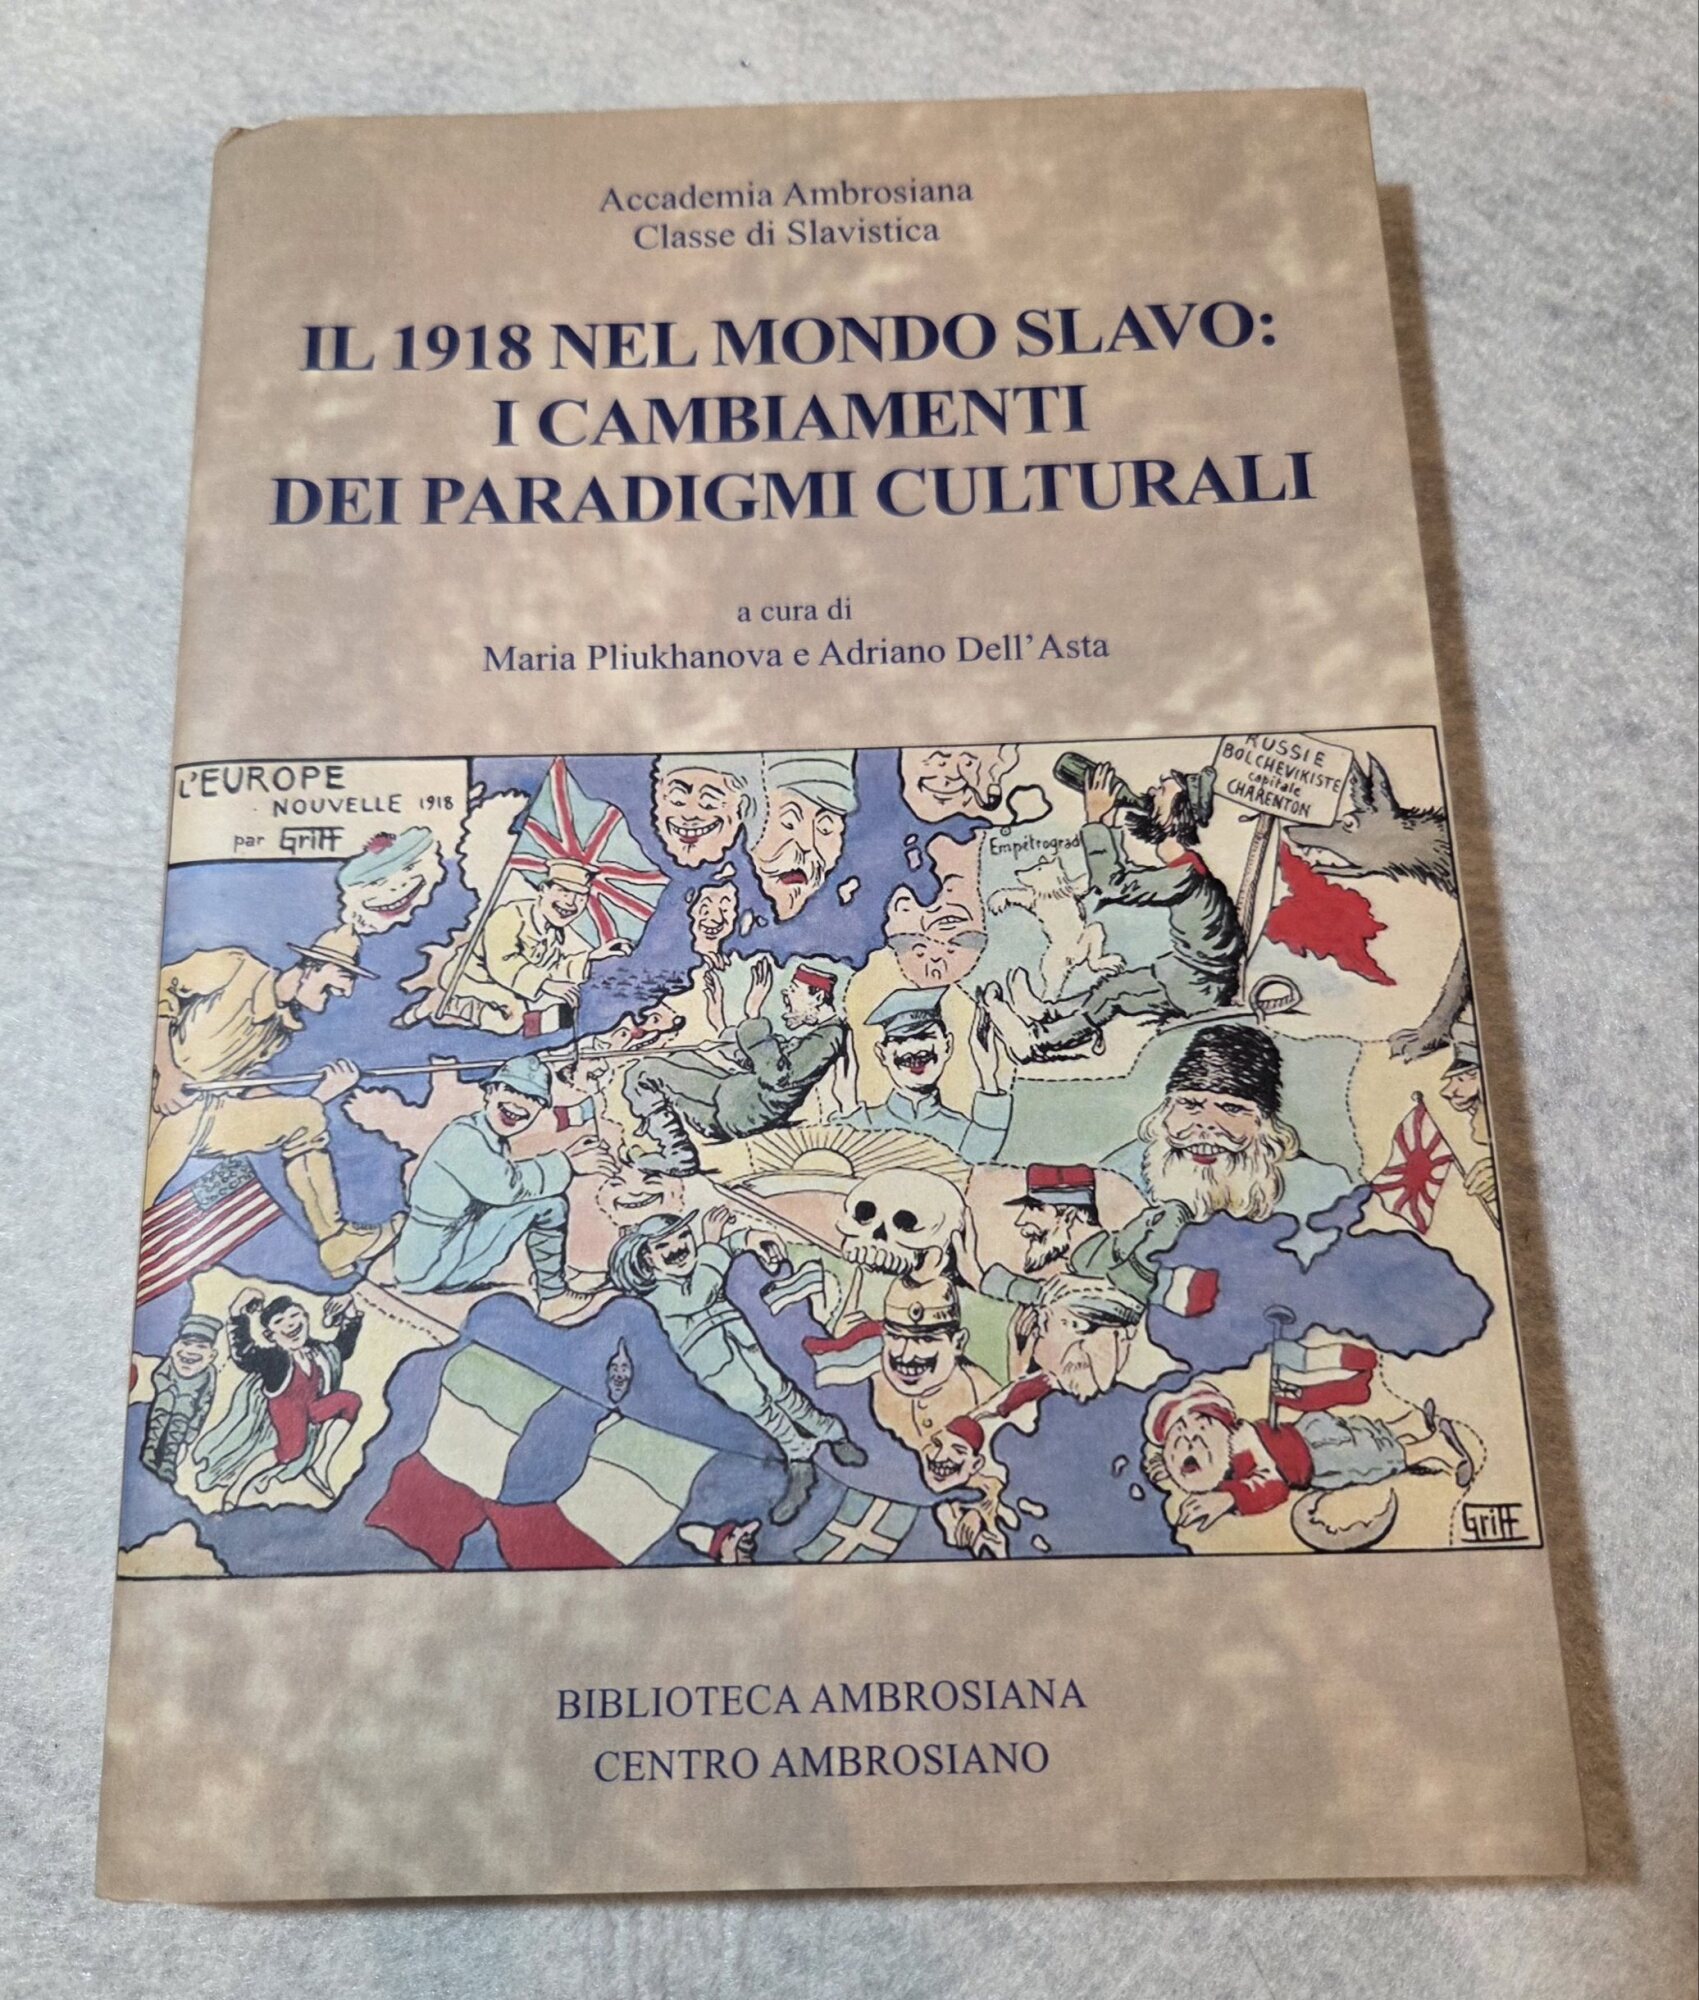 Accademia Ambrosiana
Classe di Slavistica
IL 1918 NEL MONDO SLAVO:
I CAMBIAMENTI
DEI PARADIGMI CULTURALI
a cura di
Maria Pliukhanova e Adriano Dell'Asta
L'EUROPE
NOUVELLE 1918
par Griff
RUSSIE
BOLCHEVIKISTE
capitale
CHARENTON
Empétrograd
Griff
BIBLIOTECA AMBROSIANA
CENTRO AMBROSIANO